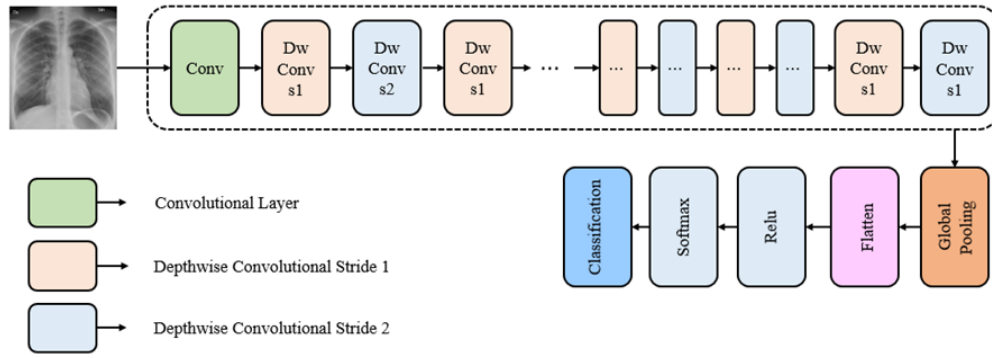 Conv
Dw
Conv
s1
Dw
Conv
s2
Dw
Conv
s1
...
...
...
...
...
Dw
Conv
s1
Dw
Conv
s1
Classification
Softmax
Relu
Flatten
Global
Pooling
Convolutional Layer
Depthwise Convolutional Stride 1
Depthwise Convolutional Stride 2